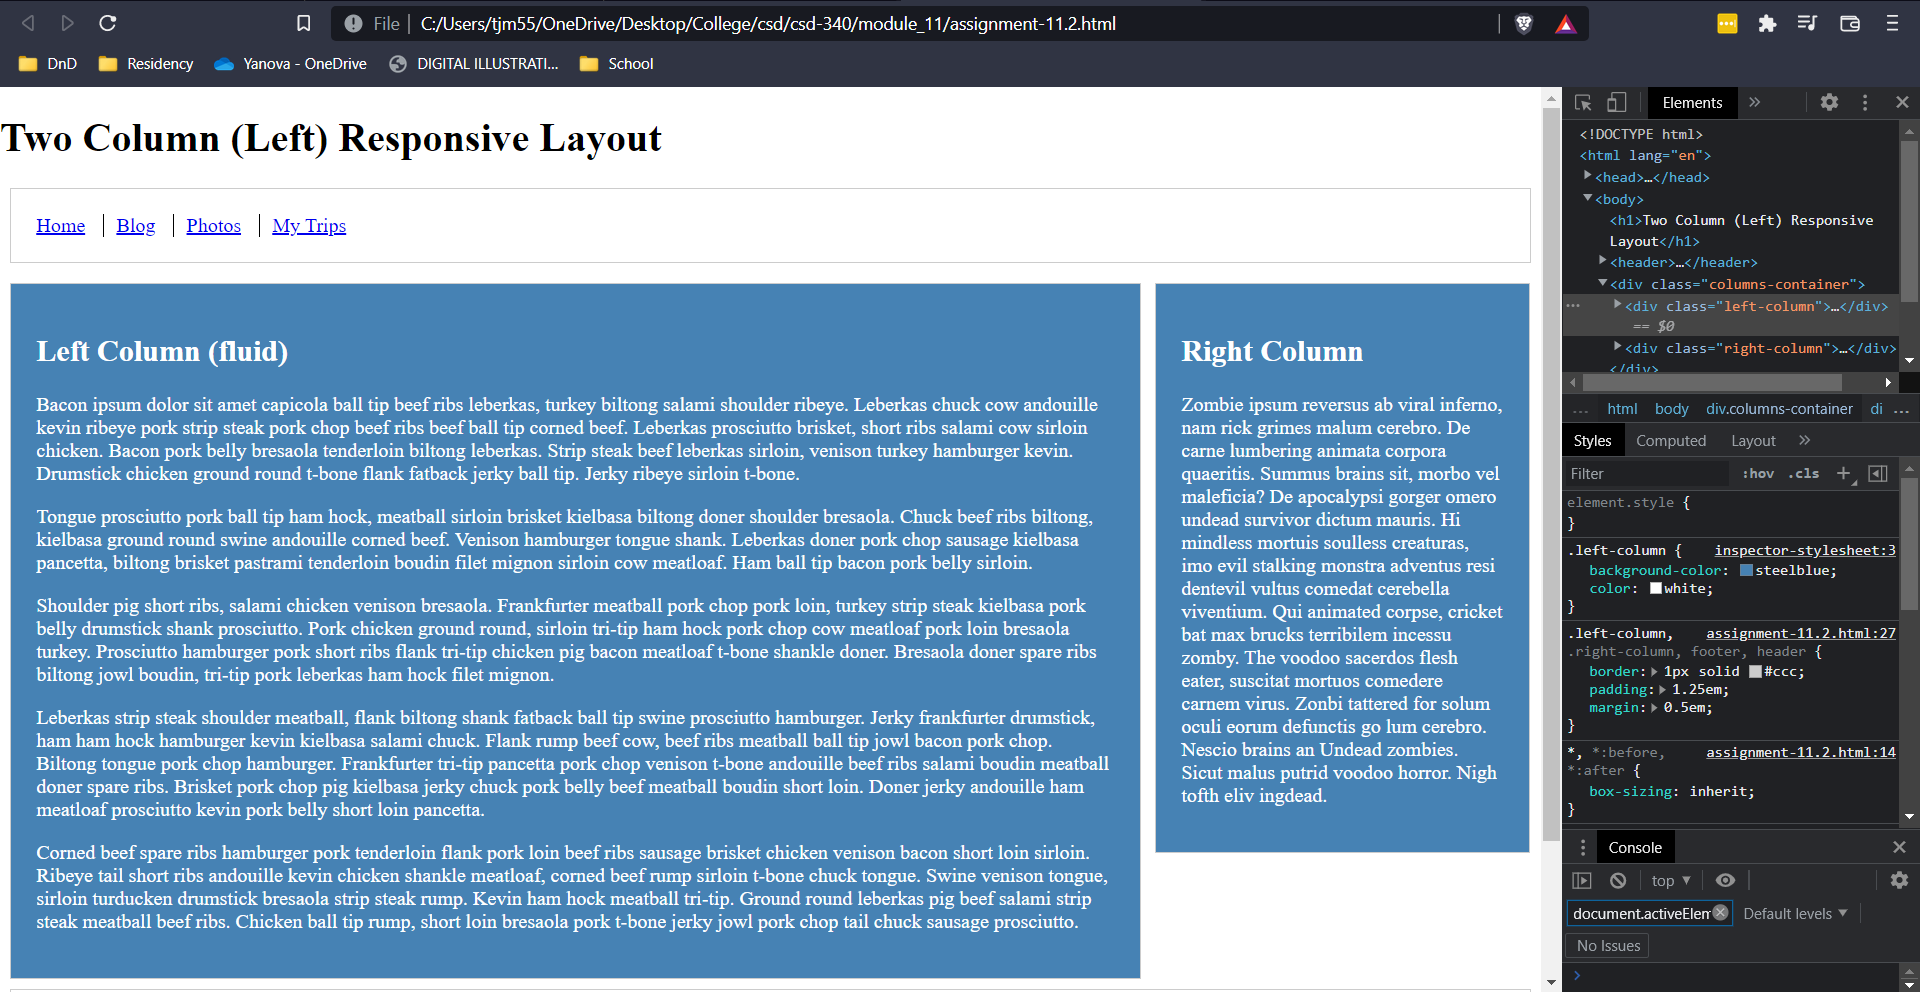 File | C:/Users/tjm55/OneDrive/Desktop/College/csd/csd-340/module_11/assignment-11.2.html
DnD Residency Yanova - OneDrive DIGITAL ILLUSTRATI... School
Two Column (Left) Responsive Layout
Home Blog Photos My Trips
Left Column (fluid)
Bacon ipsum dolor sit amet capicola ball tip beef ribs leberkas, turkey biltong salami shoulder ribeye. Leberkas chuck cow andouille
kevin ribeye pork strip steak pork chop beef ribs beef ball tip corned beef. Leberkas prosciutto brisket, short ribs salami cow sirloin
chicken. Bacon pork belly bresaola tenderloin biltong leberkas. Strip steak beef leberkas sirloin, venison turkey hamburger kevin.
Drumstick chicken ground round t-bone flank fatback jerky ball tip. Jerky ribeye sirloin t-bone.
Tongue prosciutto pork ball tip ham hock, meatball sirloin brisket kielbasa biltong doner shoulder bresaola. Chuck beef ribs biltong,
kielbasa ground round swine andouille corned beef. Venison hamburger tongue shank. Leberkas doner pork chop sausage kielbasa
pancetta, biltong brisket pastrami tenderloin boudin filet mignon sirloin cow meatloaf. Ham ball tip bacon pork belly sirloin.
Shoulder pig short ribs, salami chicken venison bresaola. Frankfurter meatball pork chop pork loin, turkey strip steak kielbasa pork
belly drumstick shank prosciutto. Pork chicken ground round, sirloin tri-tip ham hock pork chop cow meatloaf pork loin bresaola
turkey. Prosciutto hamburger pork short ribs flank tri-tip chicken pig bacon meatloaf t-bone shankle doner. Bresaola doner spare ribs
biltong jowl boudin, tri-tip pork leberkas ham hock filet mignon.
Leberkas strip steak shoulder meatball, flank biltong shank fatback ball tip swine prosciutto hamburger. Jerky frankfurter drumstick,
ham ham hock hamburger kevin kielbasa salami chuck. Flank rump beef cow, beef ribs meatball ball tip jowl bacon pork chop.
Biltong tongue pork chop hamburger. Frankfurter tri-tip pancetta pork chop venison t-bone andouille beef ribs salami boudin meatball
doner spare ribs. Brisket pork chop pig kielbasa jerky chuck pork belly beef meatball boudin short loin. Doner jerky andouille ham
meatloaf prosciutto kevin pork belly short loin pancetta.
Corned beef spare ribs hamburger pork tenderloin flank pork loin beef ribs sausage brisket chicken venison bacon short loin sirloin.
Ribeye tail short ribs andouille kevin chicken shankle meatloaf, corned beef rump sirloin t-bone chuck tongue. Swine venison tongue,
sirloin turducken drumstick bresaola strip steak rump. Kevin ham hock meatball tri-tip. Ground round leberkas pig beef salami strip
steak meatball beef ribs. Chicken ball tip rump, short loin bresaola pork t-bone jerky jowl pork chop tail chuck sausage prosciutto.
Right Column
Zombie ipsum reversus ab viral inferno,
nam rick grimes malum cerebro. De
carne lumbering animata corpora
quaeritis. Summus brains sit, morbo vel
maleficia? De apocalypsi gorger omero
undead survivor dictum mauris. Hi
mindless mortuis soulless creaturas,
imo evil stalking monstra adventus resi
dentevil vultus comedat cerebella
viventium. Qui animated corpse, cricket
bat max brucks terribilem incessu
zomby. The voodoo sacerdos flesh
eater, suscitat mortuos comedere
carnem virus. Zonbi tattered for solum
oculi eorum defunctis go lum cerebro.
Nescio brains an Undead zombies.
Sicut malus putrid voodoo horror. Nigh
tofth eliv ingdead.
Elements »
<!DOCTYPE html>
<html lang="en">
<head>…</head>
<body>
<h1>Two Column (Left) Responsive
Layout</h1>
<header>…</header>
<div class="columns-container">
<div class="left-column">…</div>
== $0
<div class="right-column">…</div>
</div>
... html body div.columns-container di ...
Styles Computed Layout »
Filter :hov .cls +
element.style {
}
.left-column { inspector-stylesheet:3
background-color: steelblue;
color: white;
}
.left-column, assignment-11.2.html:27
.right-column, footer, header {
border: 1px solid #ccc;
padding: 1.25em;
margin: 0.5em;
}
*, *:before, assignment-11.2.html:14
*:after {
box-sizing: inherit;
}
Console
top
document.activeElem Default levels
No Issues